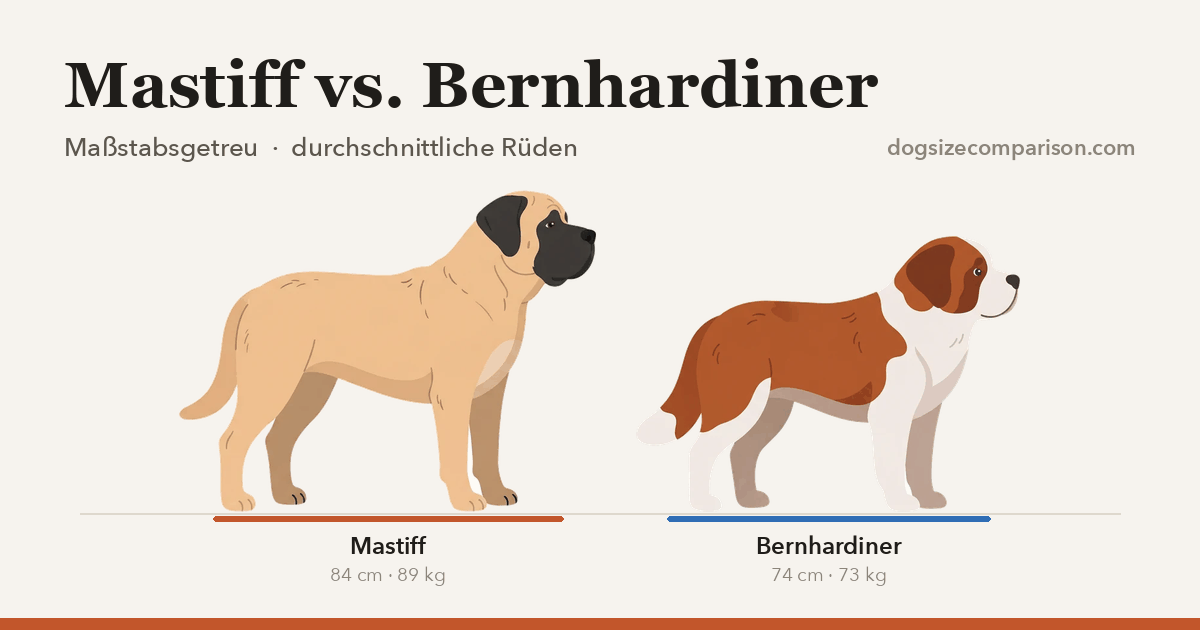 Mastiff vs. Bernhardiner
Maßstabsgetreu · durchschnittliche Rüden
dogsizecomparison.com
Mastiff
84 cm · 89 kg
Bernhardiner
74 cm · 73 kg